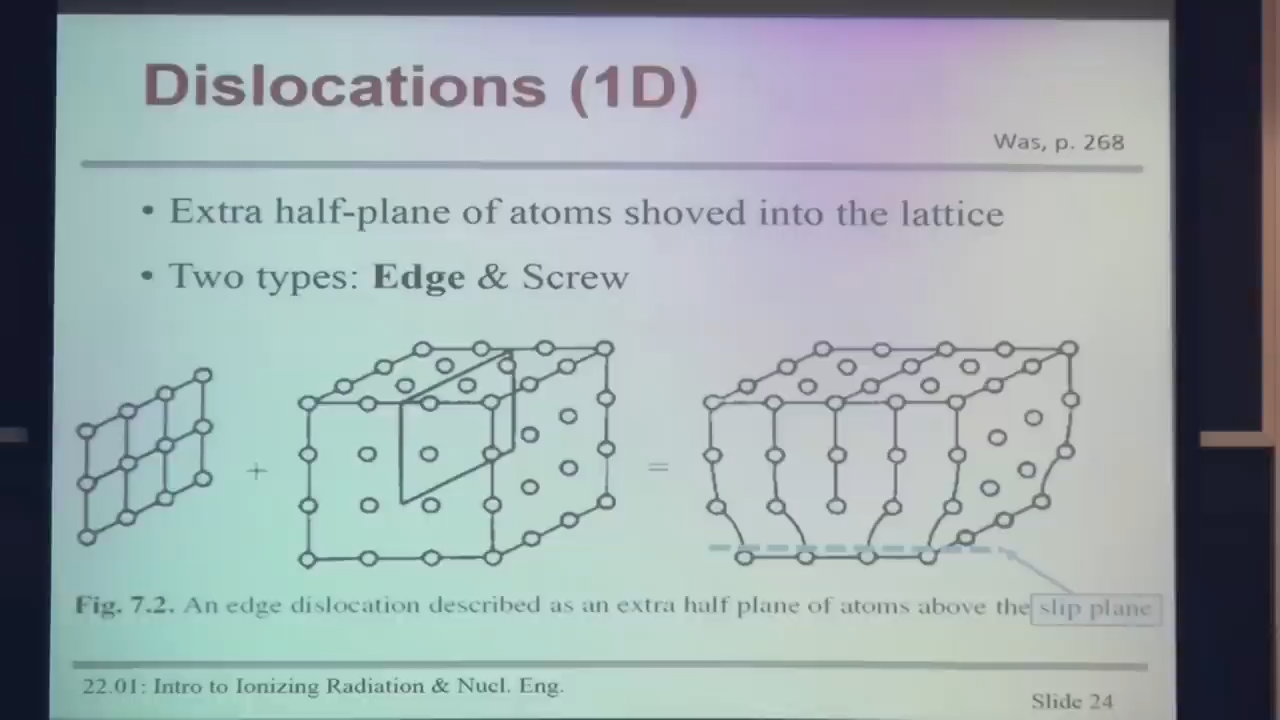 Dislocations (1D)
Was, p. 268
• Extra half-plane of atoms shoved into the lattice
• Two types: Edge & Screw
+
=
Fig. 7.2. An edge dislocation described as an extra half plane of atoms above the slip plane
22.01: Intro to Ionizing Radiation & Nucl. Eng.
Slide 24